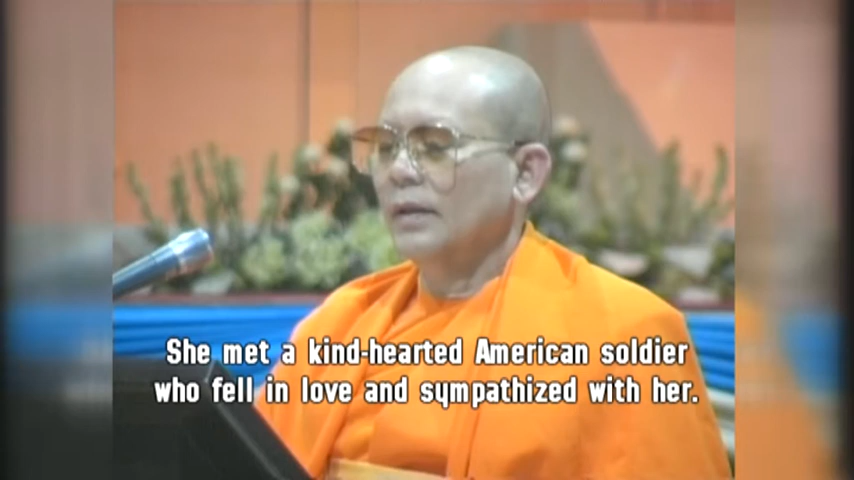 She met a kind-hearted American soldier
who fell in love and sympathized with her.